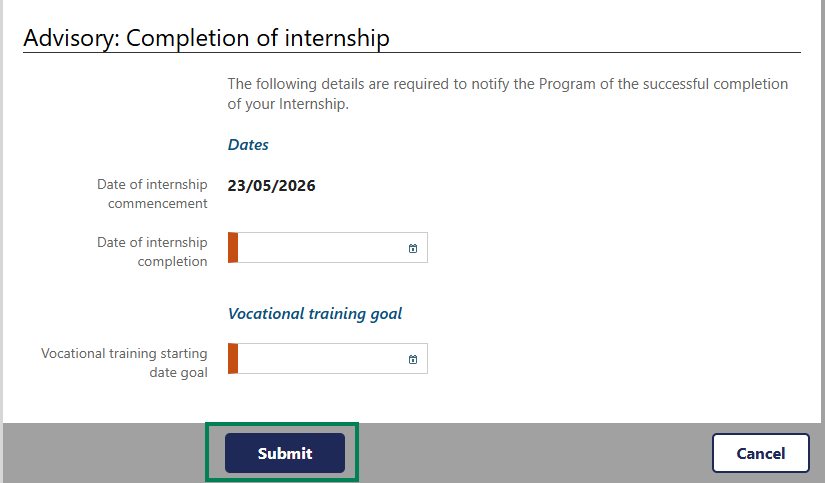 Advisory: Completion of internship
The following details are required to notify the Program of the successful completion
of your Internship.
Dates
Date of internship
commencement
23/05/2026
Date of internship
completion
Vocational training goal
Vocational training starting
date goal
Submit
Cancel